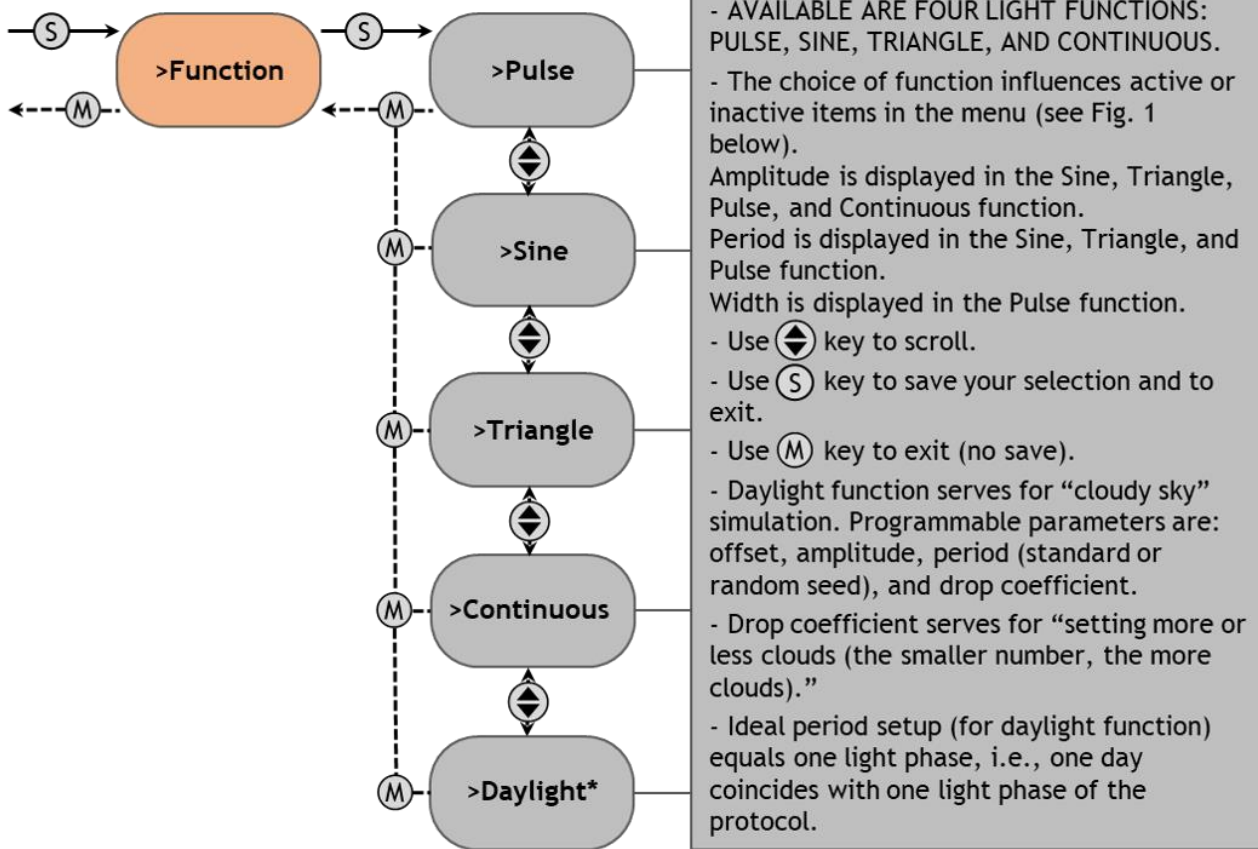 S
S
>Function
>Pulse
M
M
>Sine
M
>Triangle
M
>Continuous
M
>Daylight*
M
- AVAILABLE ARE FOUR LIGHT FUNCTIONS:
PULSE, SINE, TRIANGLE, AND CONTINUOUS.
- The choice of function influences active or
inactive items in the menu (see Fig. 1
below).
Amplitude is displayed in the Sine, Triangle,
Pulse, and Continuous function.
Period is displayed in the Sine, Triangle, and
Pulse function.
Width is displayed in the Pulse function.
- Use key to scroll.
- Use S key to save your selection and to
exit.
- Use M key to exit (no save).
- Daylight function serves for “cloudy sky”
simulation. Programmable parameters are:
offset, amplitude, period (standard or
random seed), and drop coefficient.
- Drop coefficient serves for “setting more or
less clouds (the smaller number, the more
clouds).”
- Ideal period setup (for daylight function)
equals one light phase, i.e., one day
coincides with one light phase of the
protocol.